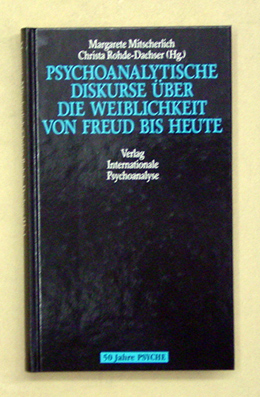 Margarete Mitscherlich
Christa Rohde-Dachser (Hg.)
PSYCHOANALYTISCHE
DISKURSE ÜBER
DIE WEIBLICHKEIT
VON FREUD BIS HEUTE
Verlag
Internationale
Psychoanalyse
50 Jahre PSYCHE